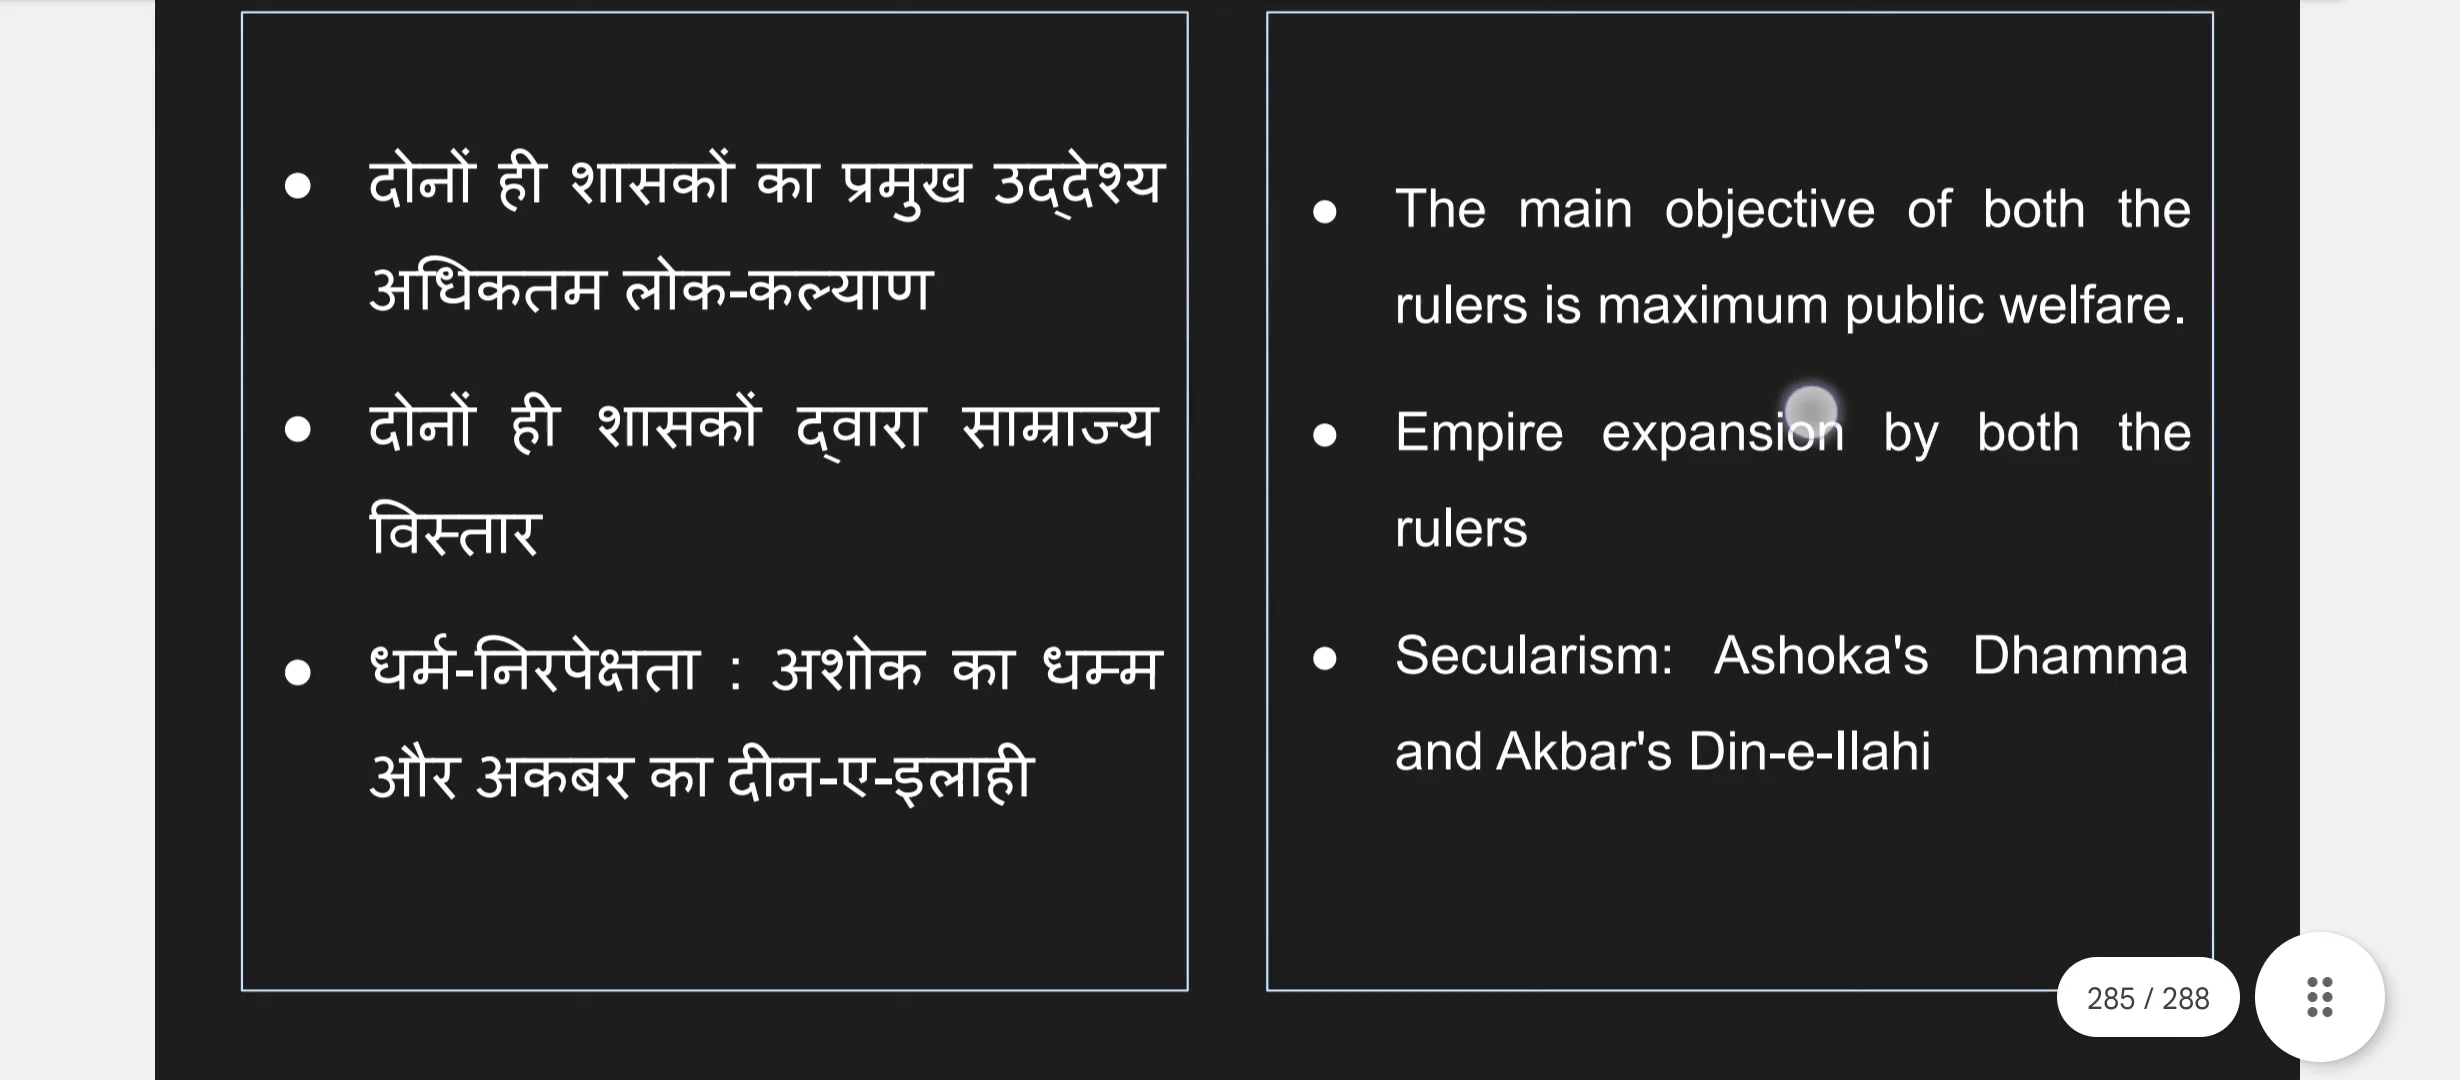 ● दोनों ही शासकों का प्रमुख उद्देश्य
अधिकतम लोक-कल्याण
● दोनों ही शासकों द्वारा साम्राज्य
विस्तार
● धर्म-निरपेक्षता : अशोक का धम्म
और अकबर का दीन-ए-इलाही
● The main objective of both the
rulers is maximum public welfare.
● Empire expansion by both the
rulers
● Secularism: Ashoka's Dhamma
and Akbar's Din-e-Ilahi
285 / 288